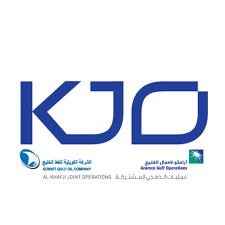 KJO
الشركة الكويتية لنفط الخليج
KUWAIT GULF OIL COMPANY
أرامكو لأعمال الخليج
Aramco Gulf Operations
AL KHAFJI JOINT OPERATIONS عمليات الخفجي المشتركة